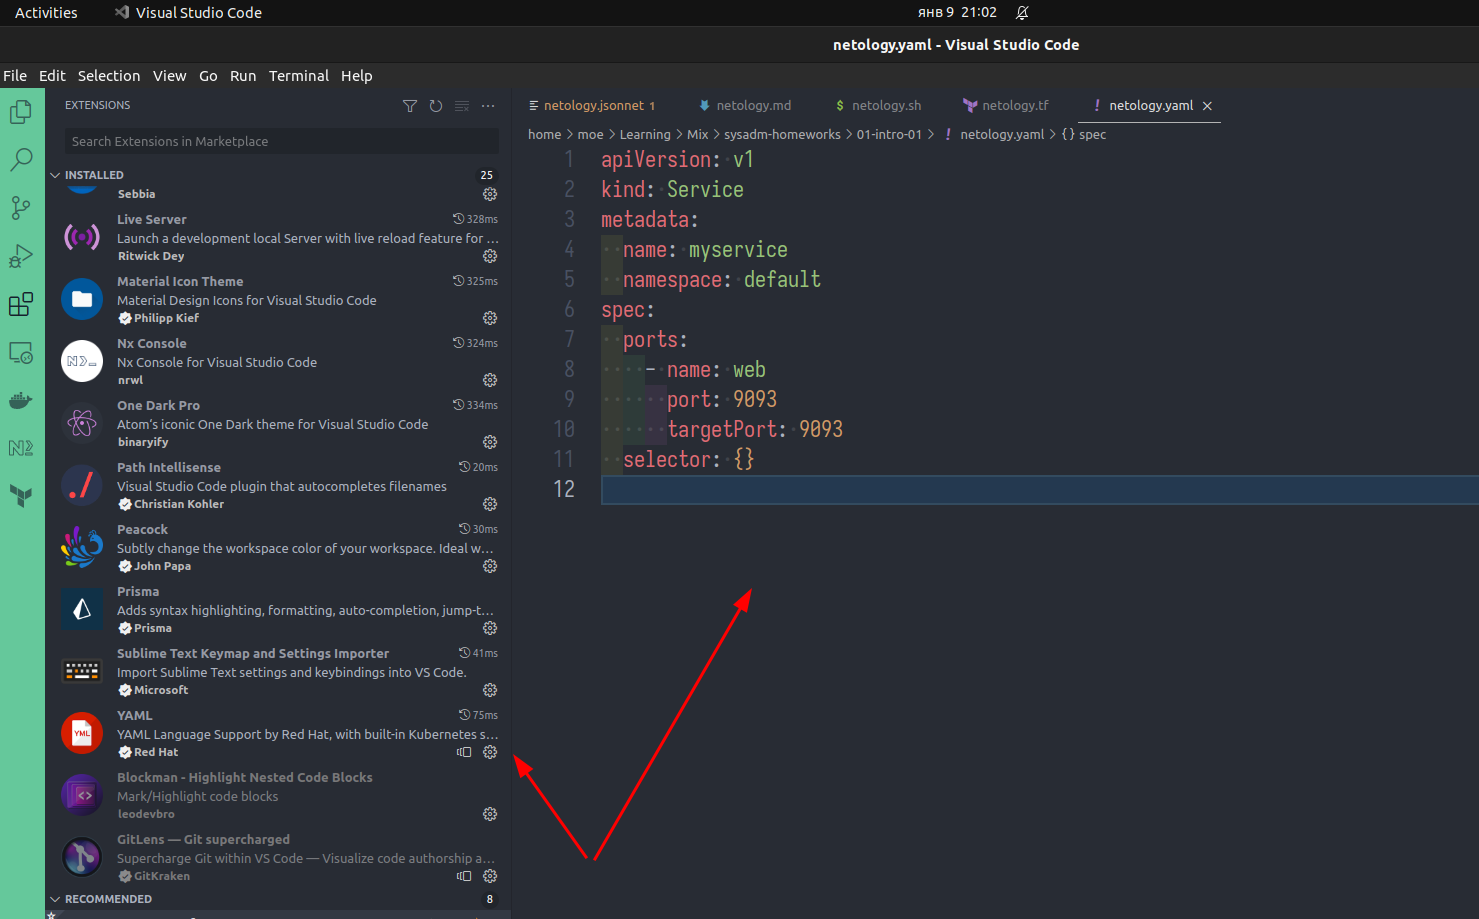 Activities Visual Studio Code янв 9 21:02
netology.yaml - Visual Studio Code
File Edit Selection View Go Run Terminal Help
EXTENSIONS
Search Extensions in Marketplace
INSTALLED 25
Sebbia
Live Server 328ms
Launch a development local Server with live reload feature for ...
Ritwick Dey
Material Icon Theme 325ms
Material Design Icons for Visual Studio Code
Philipp Kief
Nx Console 324ms
Nx Console for Visual Studio Code
nrwl
One Dark Pro 334ms
Atom's iconic One Dark theme for Visual Studio Code
binaryify
Path Intellisense 20ms
Visual Studio Code plugin that autocompletes filenames
Christian Kohler
Peacock 30ms
Subtly change the workspace color of your workspace. Ideal w...
John Papa
Prisma
Adds syntax highlighting, formatting, auto-completion, jump-t...
Prisma
Sublime Text Keymap and Settings Importer 41ms
Import Sublime Text settings and keybindings into VS Code.
Microsoft
YAML 75ms
YAML Language Support by Red Hat, with built-in Kubernetes s...
YML
Red Hat
Blockman - Highlight Nested Code Blocks
Mark/Highlight code blocks
leodevbro
GitLens — Git supercharged
Supercharge Git within VS Code — Visualize code authorship a...
GitKraken
RECOMMENDED 8
netology.jsonnet 1 netology.md $ netology.sh netology.tf ! netology.yaml
home > moe > Learning > Mix > sysadm-homeworks > 01-intro-01 > ! netology.yaml > {} spec
1 apiVersion: v1
2 kind: Service
3 metadata:
4 name: myservice
5 namespace: default
6 spec:
7 ports:
8 - name: web
9 port: 9093
10 targetPort: 9093
11 selector: {}
12